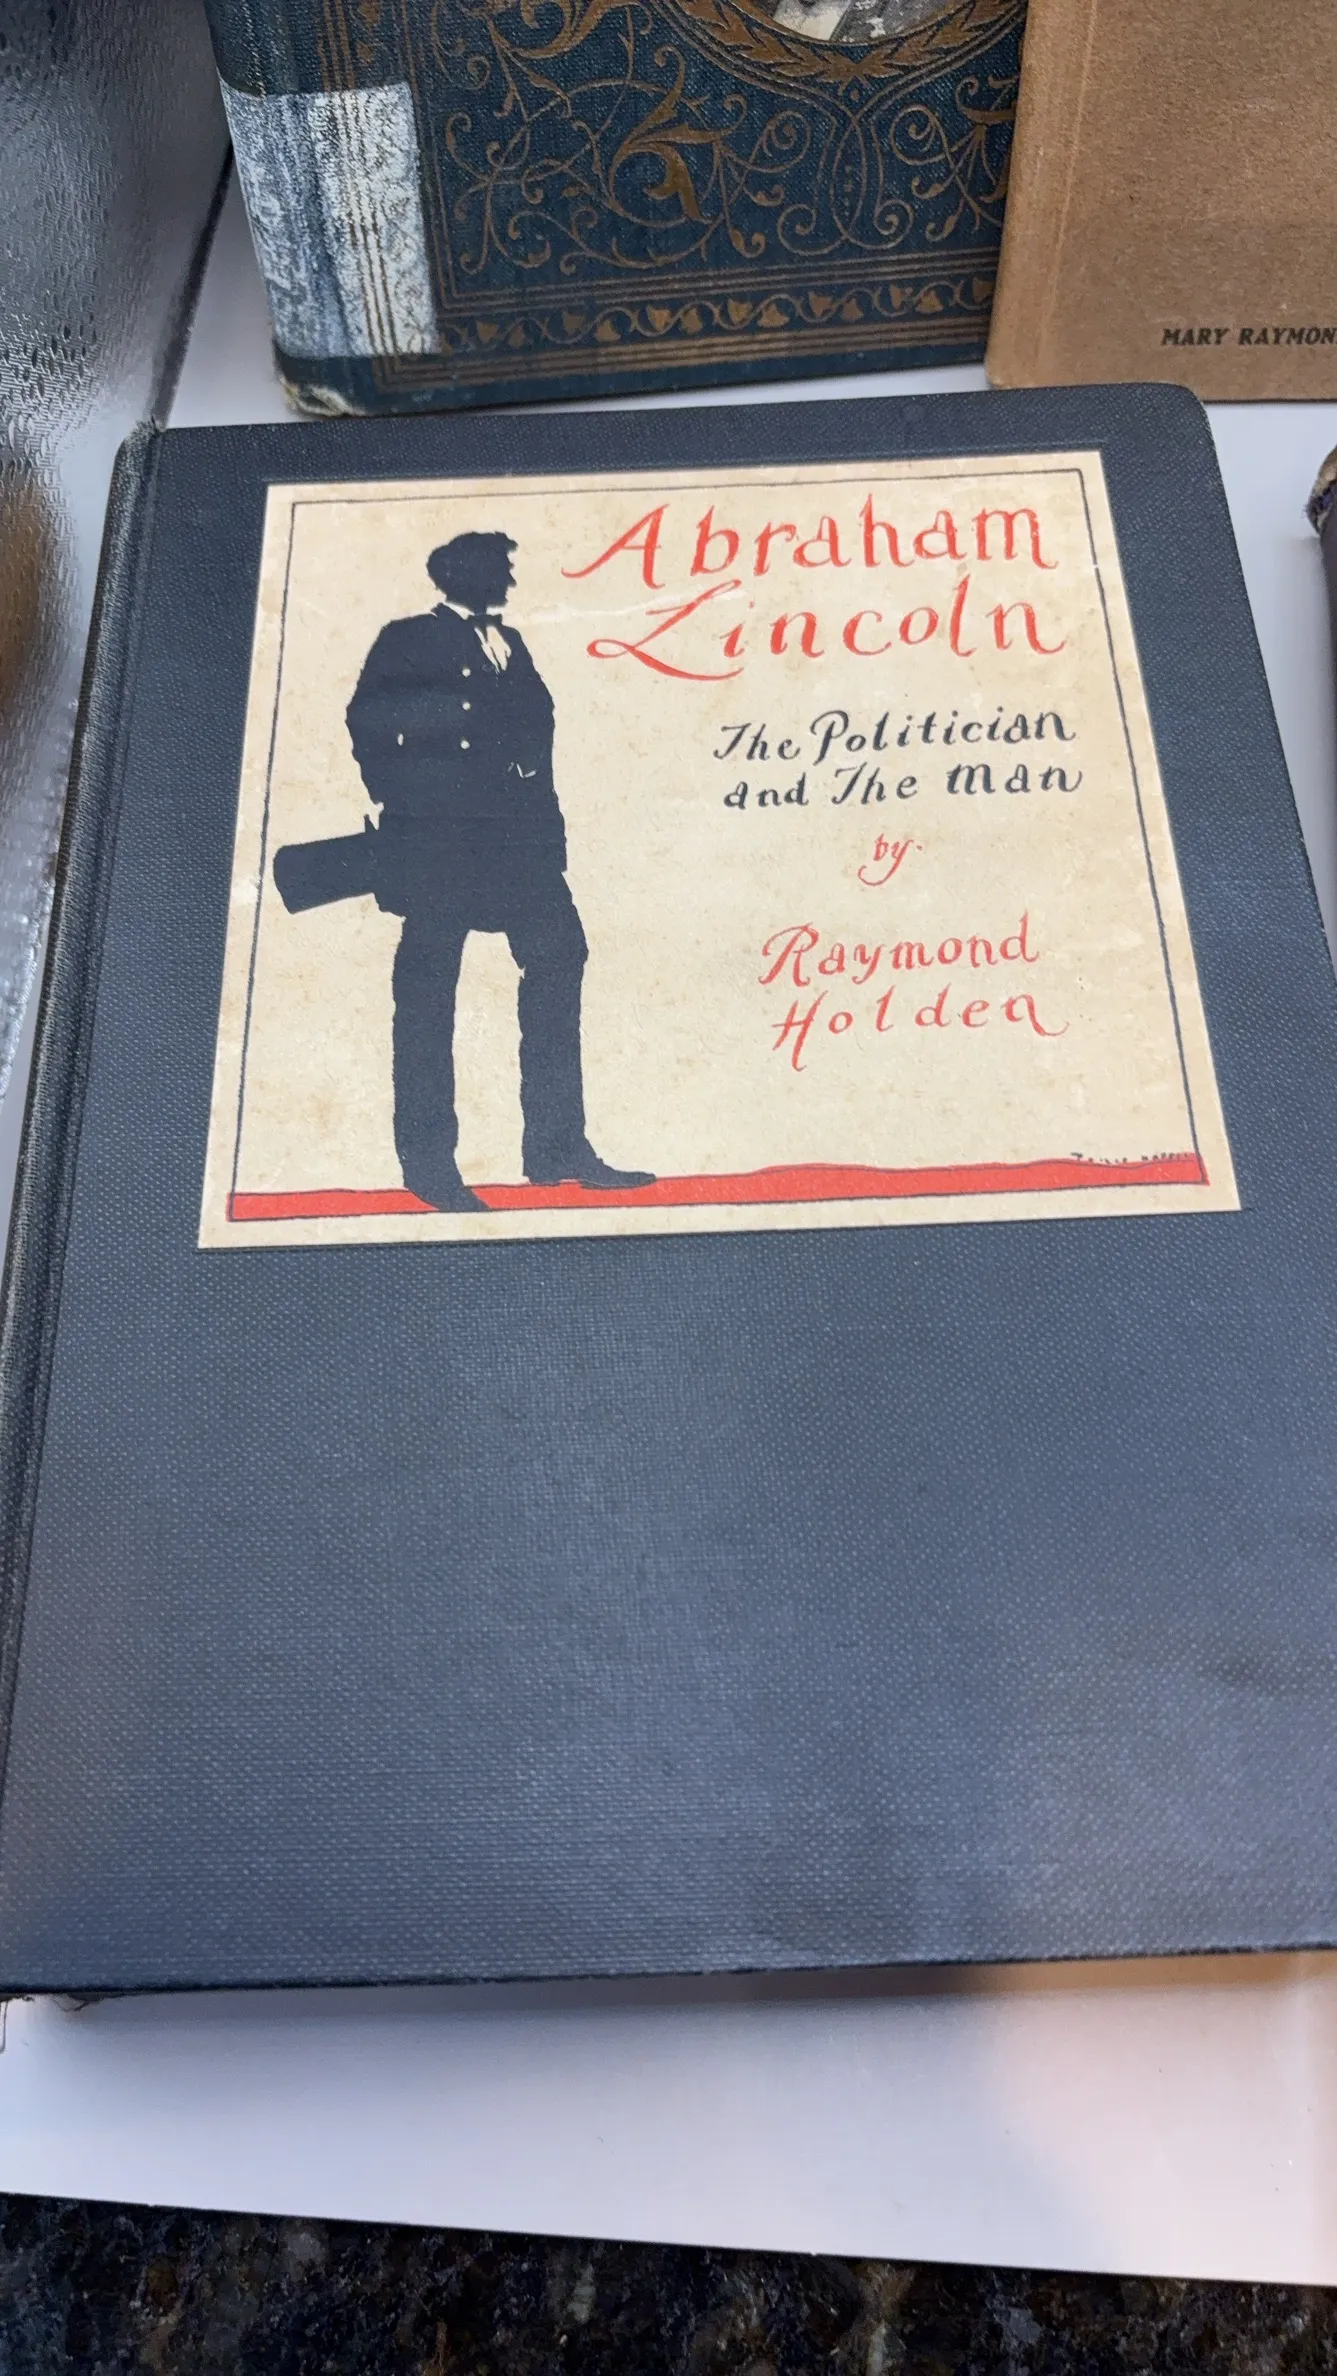 MARY RAYMON
Abraham
Lincoln
The Politician
and The Man
by
Raymond
Holden